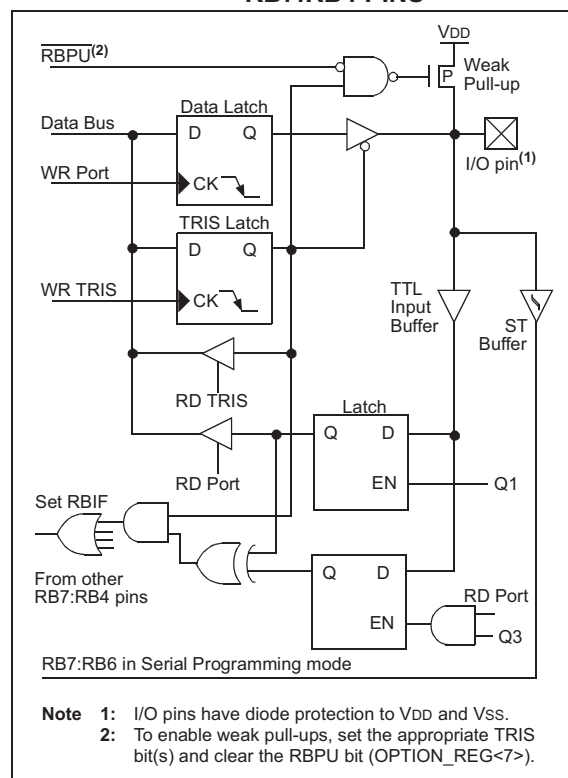 RB7:RB4 PINS
VDD
RBPU(2)
Weak
Pull-up
P
Data Latch
Data Bus
D Q
I/O pin(1)
WR Port
CK
TRIS Latch
D Q
WR TRIS
CK
TTL
Input
Buffer
ST
Buffer
RD TRIS
Latch
Q D
RD Port
EN
Q1
Set RBIF
From other
RB7:RB4 pins
Q D
RD Port
EN
Q3
RB7:RB6 in Serial Programming mode
Note 1: I/O pins have diode protection to VDD and VSS.
2: To enable weak pull-ups, set the appropriate TRIS
bit(s) and clear the RBPU bit (OPTION_REG<7>).